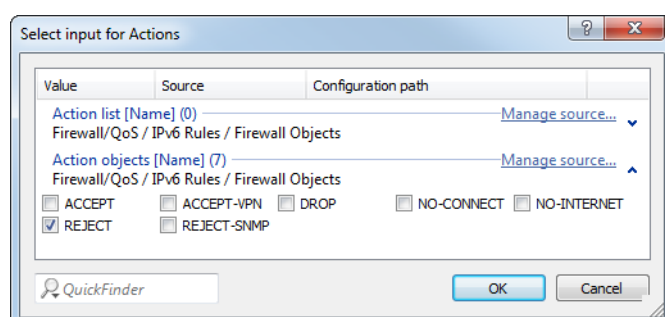 Select input for Actions
?
Value Source Configuration path
Action list [Name] (0) Manage source...
Firewall/QoS / IPv6 Rules / Firewall Objects
Action objects [Name] (7) Manage source...
Firewall/QoS / IPv6 Rules / Firewall Objects
ACCEPT ACCEPT-VPN DROP NO-CONNECT NO-INTERNET
REJECT REJECT-SNMP
QuickFinder OK Cancel